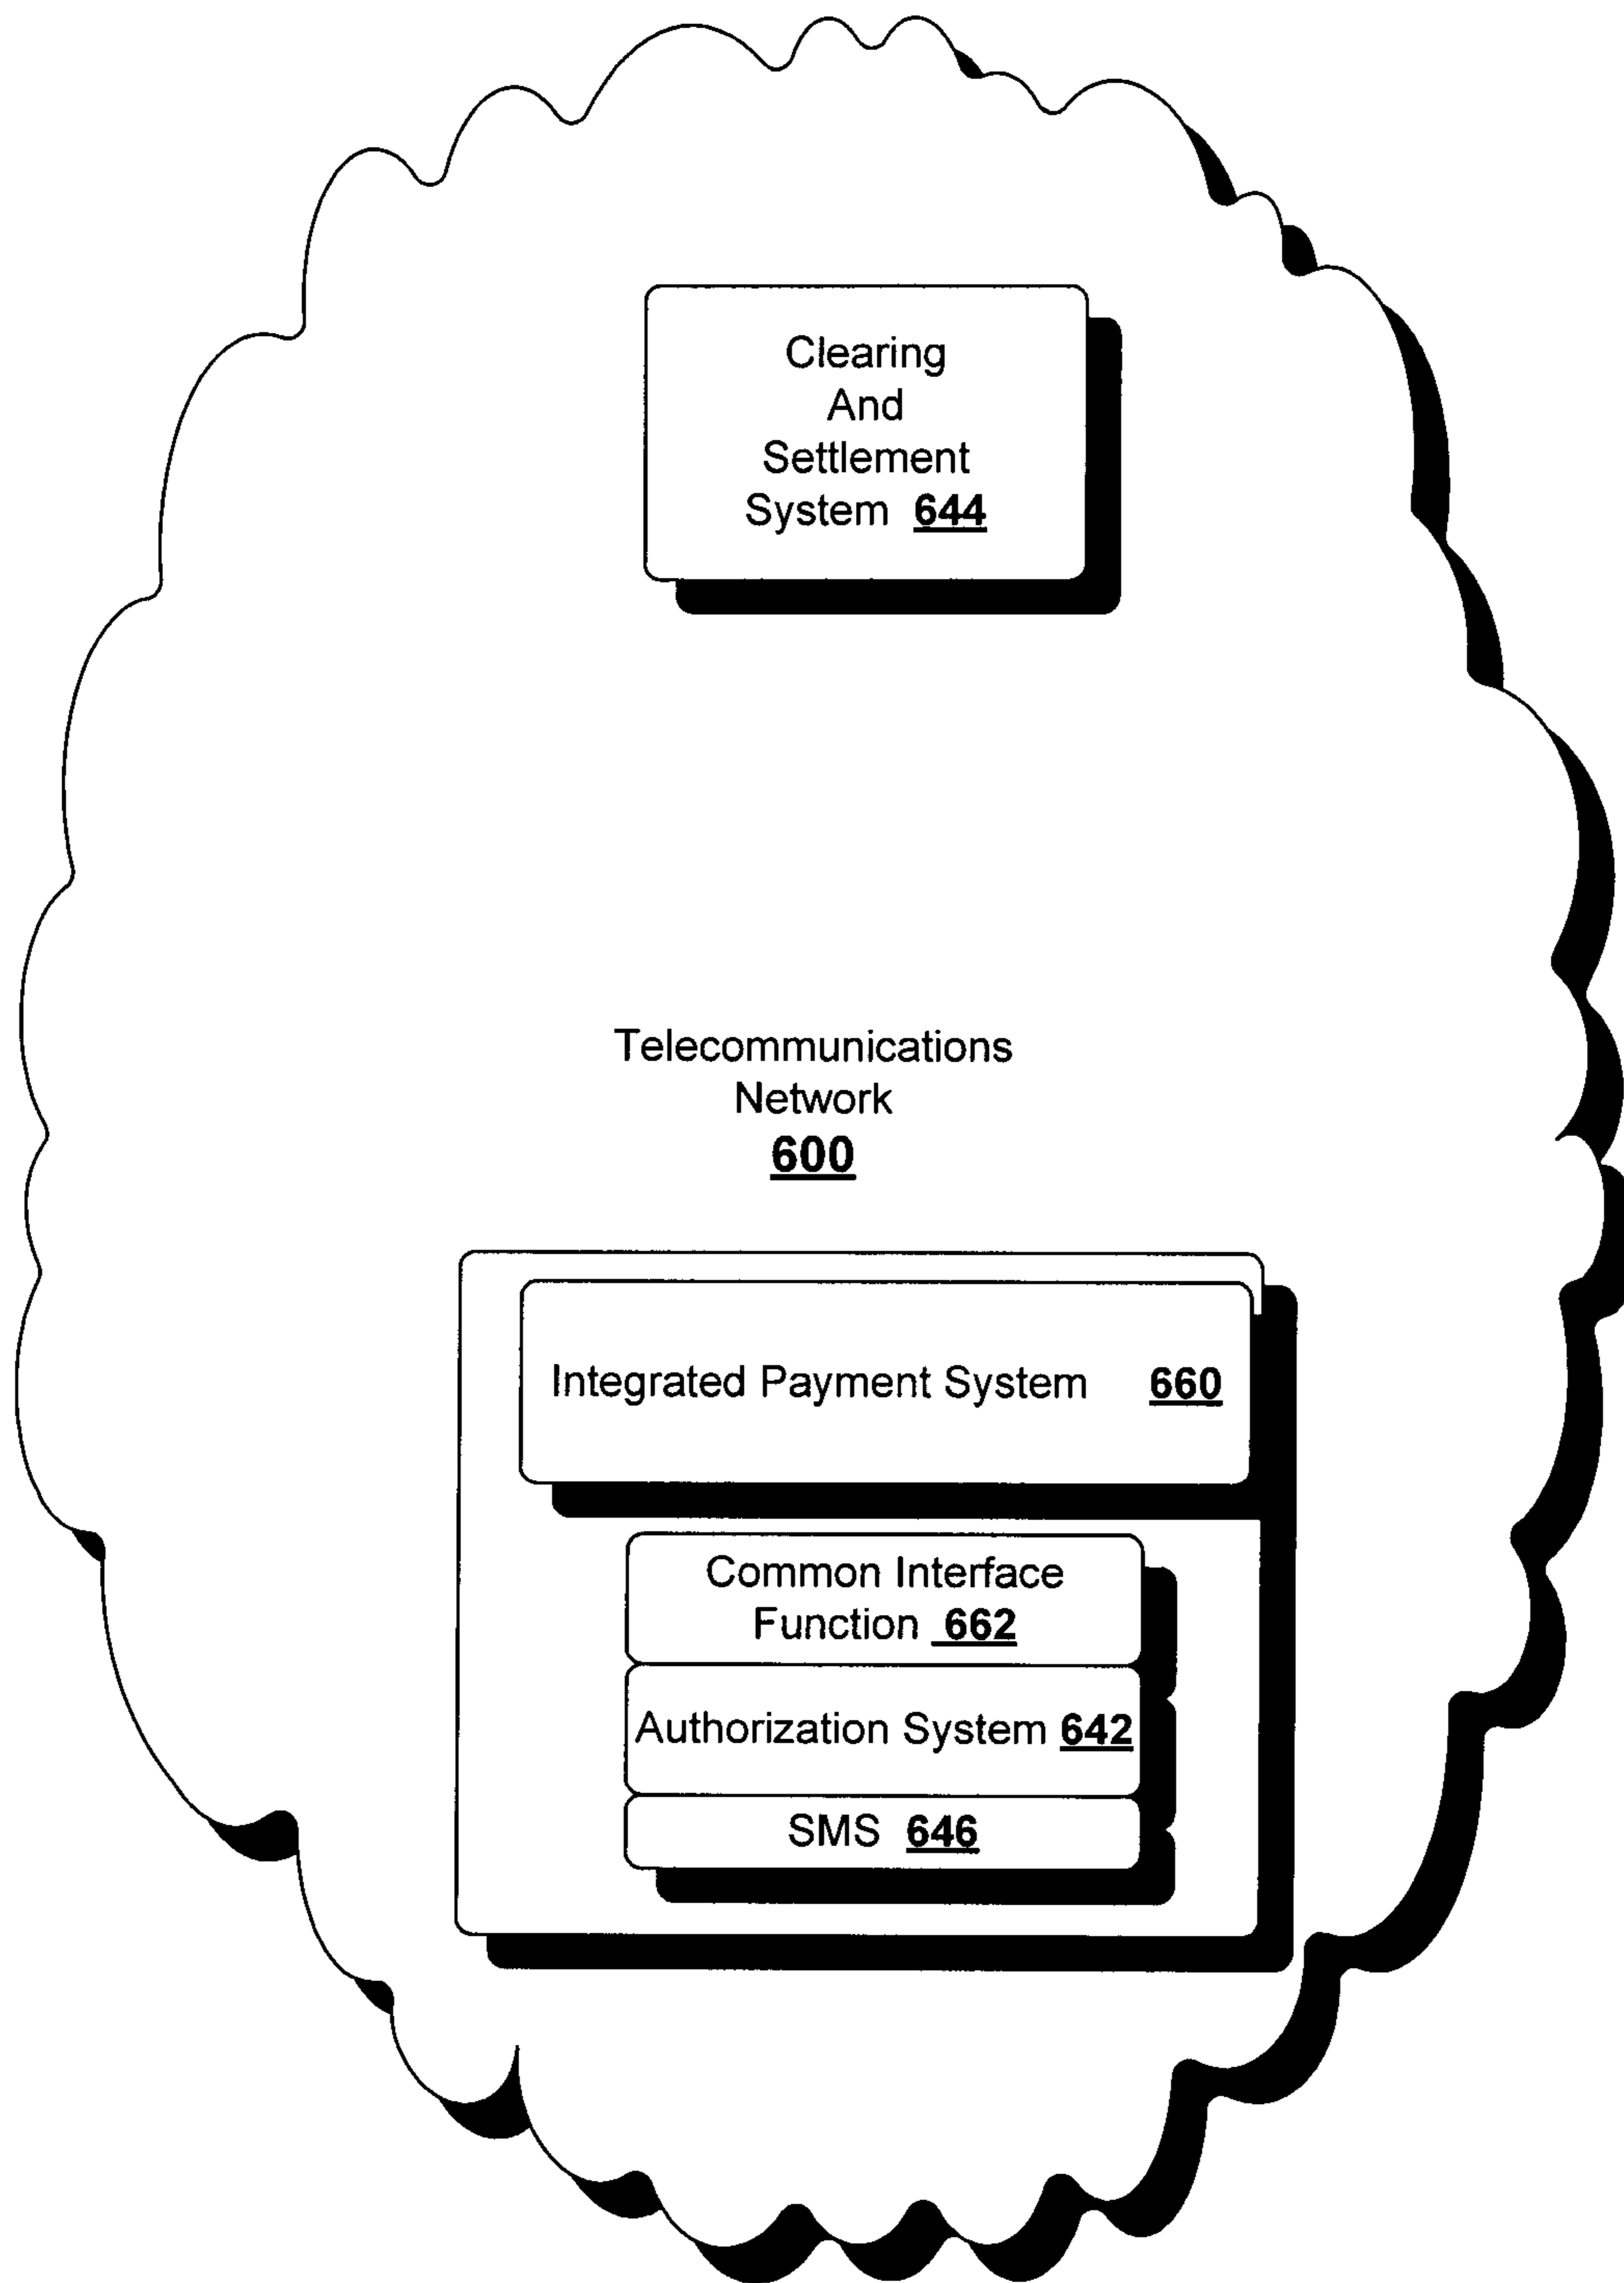 Clearing
And
Settlement
System 644
Telecommunications
Network
600
Integrated Payment System 660
Common Interface
Function 662
Authorization System 642
SMS 646